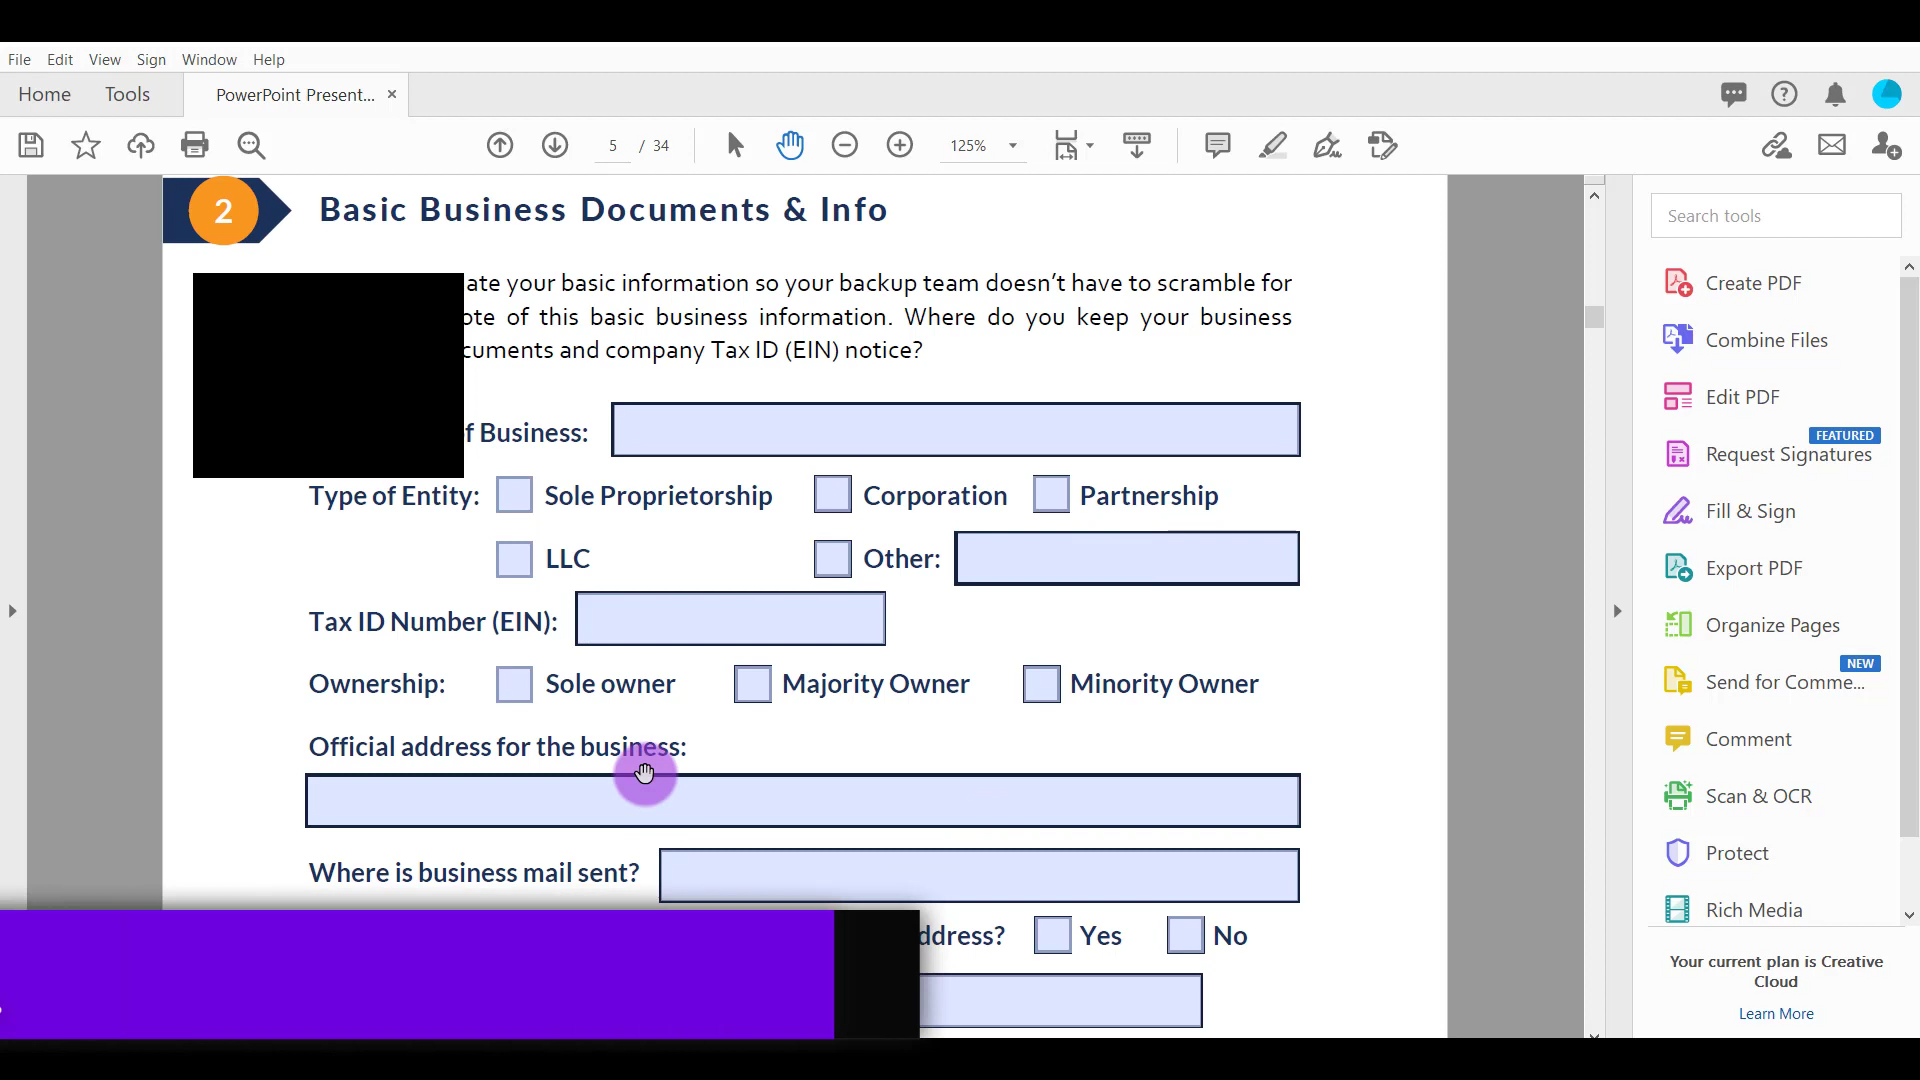 File Edit View Sign Window Help
Home Tools PowerPoint Present... ×
5 / 34 125%
2 Basic Business Documents & Info
ate your basic information so your backup team doesn’t have to scramble for
ote of this basic business information. Where do you keep your business
cuments and company Tax ID (EIN) notice?
f Business:
Type of Entity: Sole Proprietorship Corporation Partnership
LLC Other:
Tax ID Number (EIN):
Ownership: Sole owner Majority Owner Minority Owner
Official address for the business:
Where is business mail sent?
ddress? Yes No
Search tools
Create PDF
Combine Files
Edit PDF
FEATURED
Request Signatures
Fill & Sign
Export PDF
Organize Pages
NEW
Send for Comme...
Comment
Scan & OCR
Protect
Rich Media
Your current plan is Creative
Cloud
Learn More